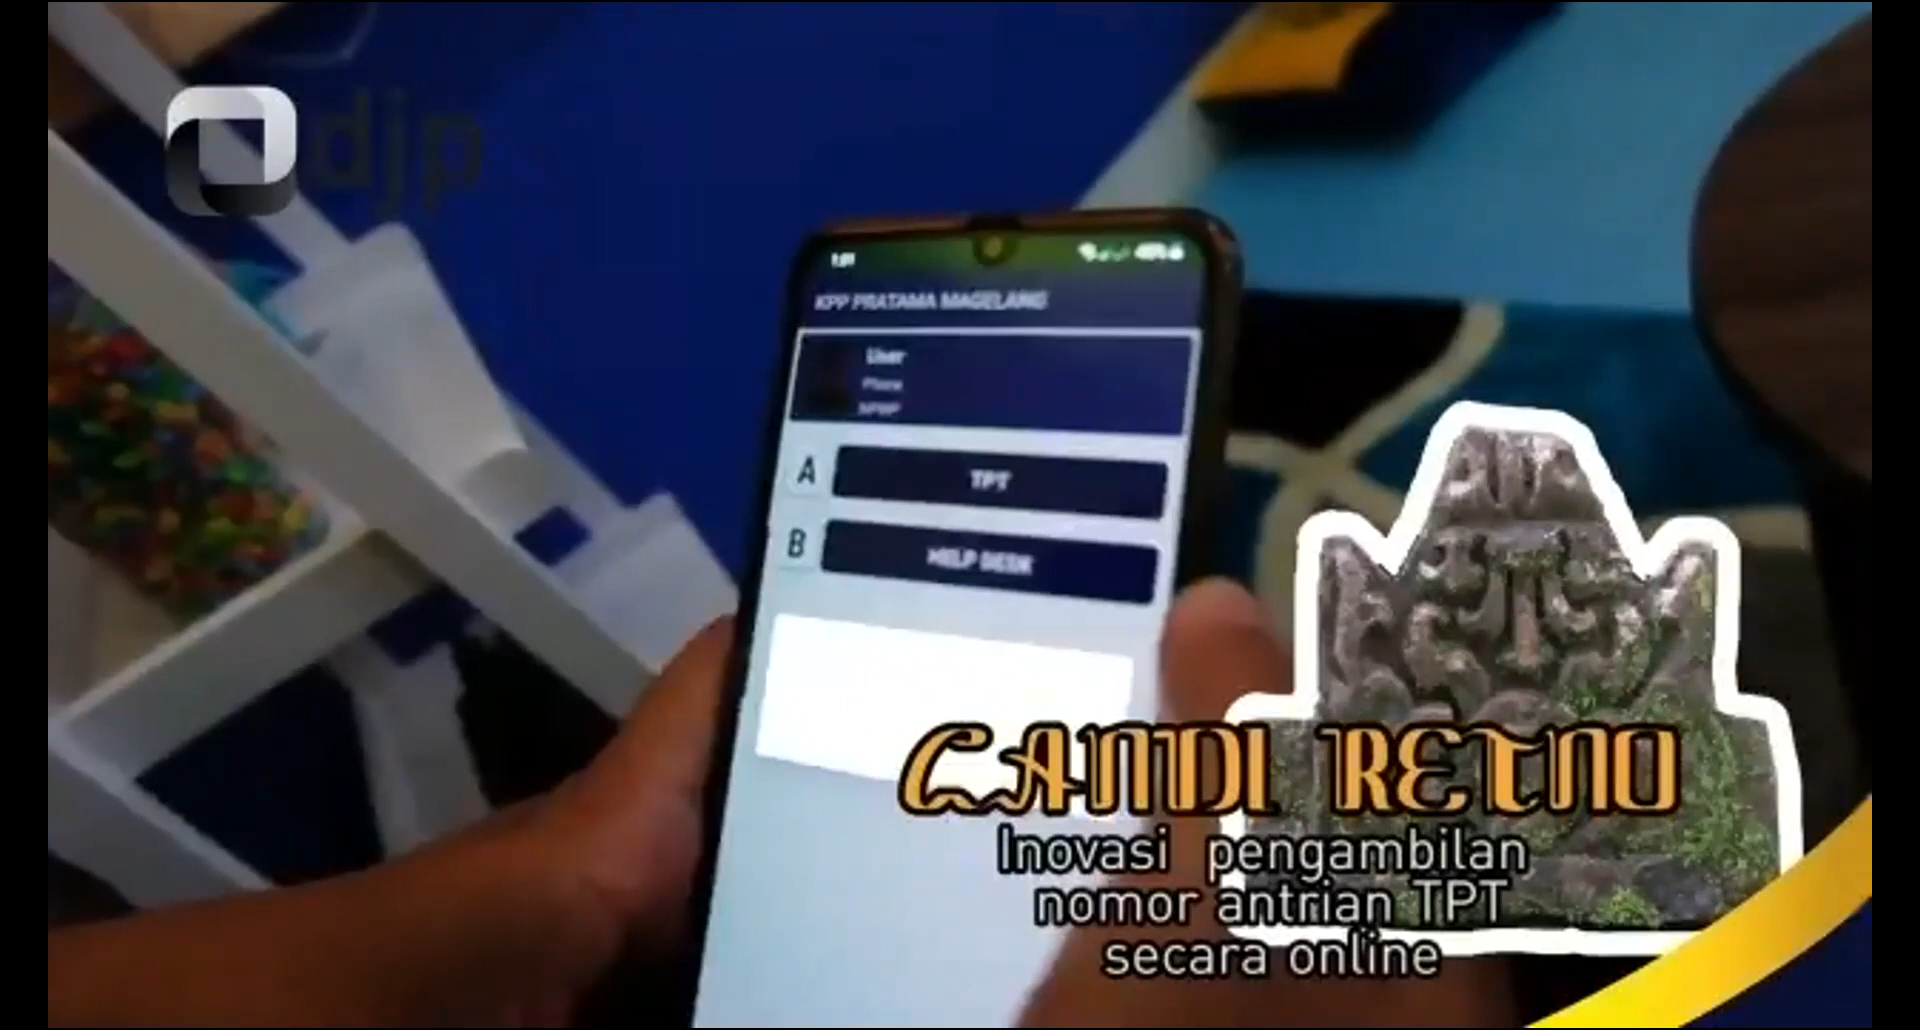 djp
KPP PRATAMA MAGELANG
User
Phone
NPWP
A TPT
B HELP DESK
CANDI RETNO
Inovasi pengambilan
nomor antrian TPT
secara online